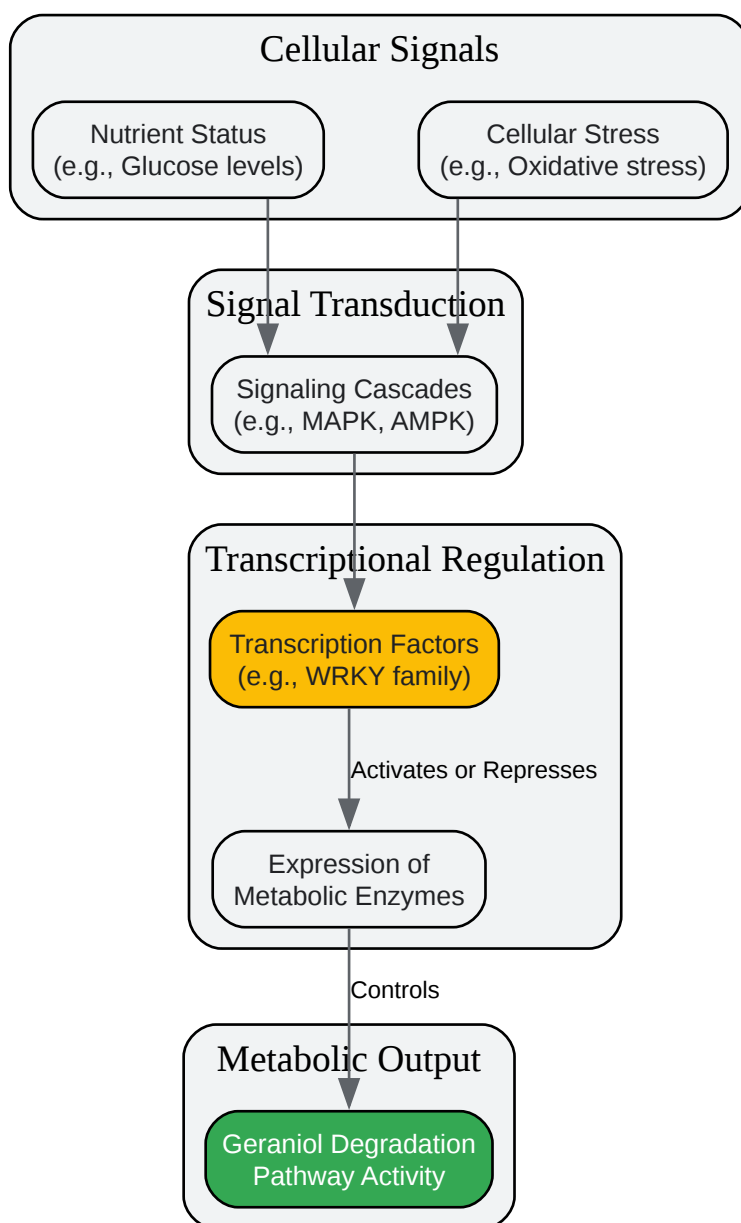 Cellular Signals
Nutrient Status
(e.g., Glucose levels)
Cellular Stress
(e.g., Oxidative stress)
Signal Transduction
Signaling Cascades
(e.g., MAPK, AMPK)
Transcriptional Regulation
Transcription Factors
(e.g., WRKY family)
Activates or Represses
Expression of
Metabolic Enzymes
Controls
Metabolic Output
Geraniol Degradation
Pathway Activity